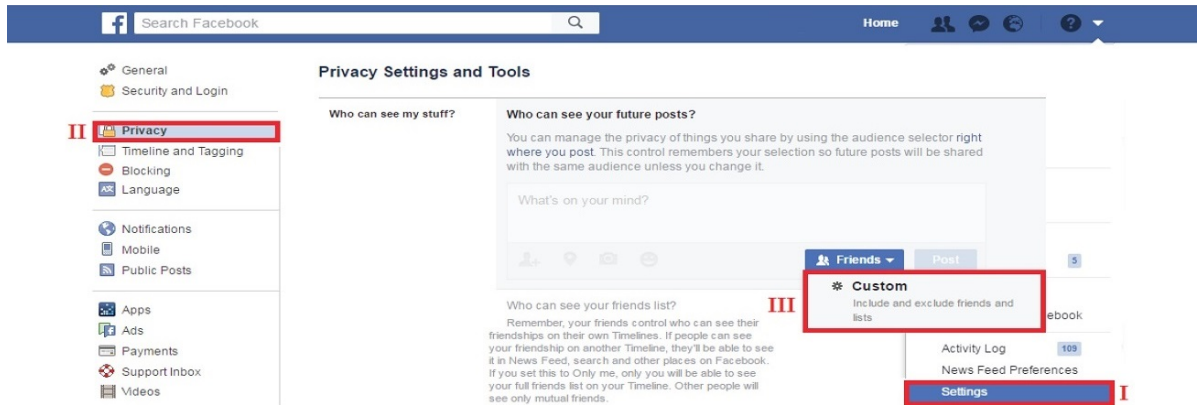 f Search Facebook Home ?
General
Security and Login
Privacy Settings and Tools
II Privacy
Timeline and Tagging
Blocking
Language
Notifications
Mobile
Public Posts
Apps
Ads
Payments
Support Inbox
Videos
Who can see my stuff?
Who can see your future posts?
You can manage the privacy of things you share by using the audience selector right
where you post. This control remembers your selection so future posts will be shared
with the same audience unless you change it.
What's on your mind?
Friends Post
III Custom
Include and exclude friends and
lists
Who can see your friends list?
Remember, your friends control who can see their
friendships on their own Timelines. If people can see
your friendship on another Timeline, they'll be able to see
it in News Feed, search and other places on Facebook.
If you set this to Only me, only you will be able to see
your full friends list on your Timeline. Other people will
see only mutual friends.
5
ebook
Activity Log 109
News Feed Preferences
Settings I